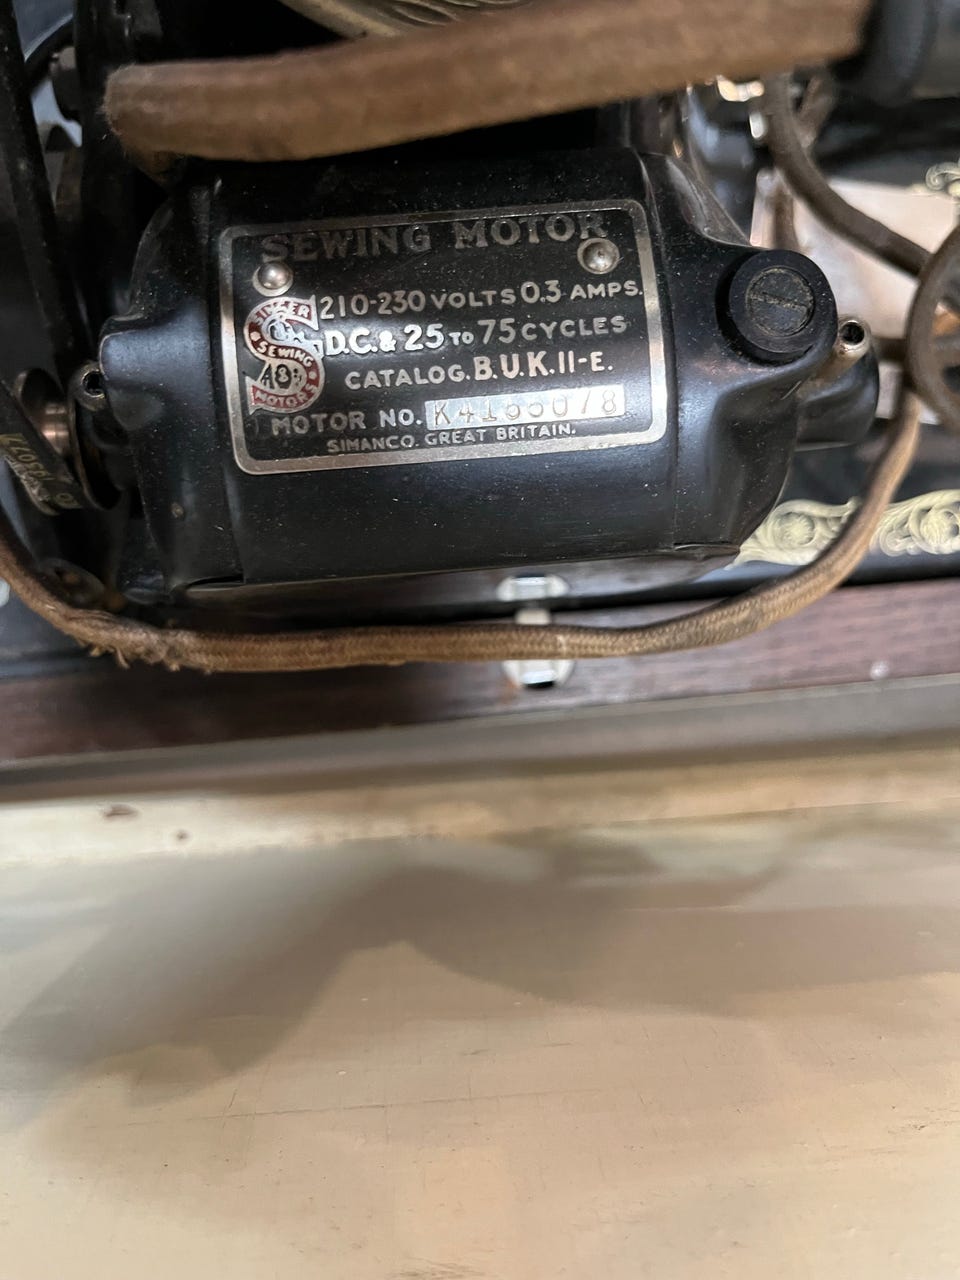 SEWING MOTOR
210-230 VOLTS 0.3 AMPS.
D.C. & 25 TO 75 CYCLES
CATALOG. B.U.K. 11-E.
MOTOR NO.
SIMANCO. GREAT BRITAIN.
SINGER
SEWING
MOTORS